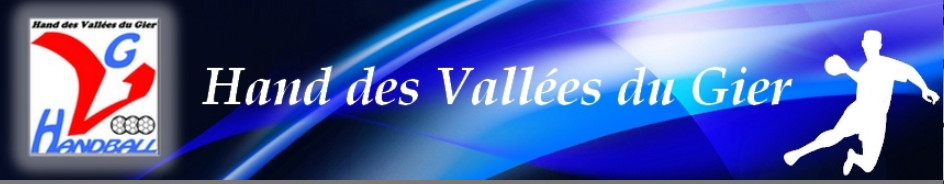 Hand des Vallées du Gier
G
H
HANDBALL
Hand des Vallées du Gier